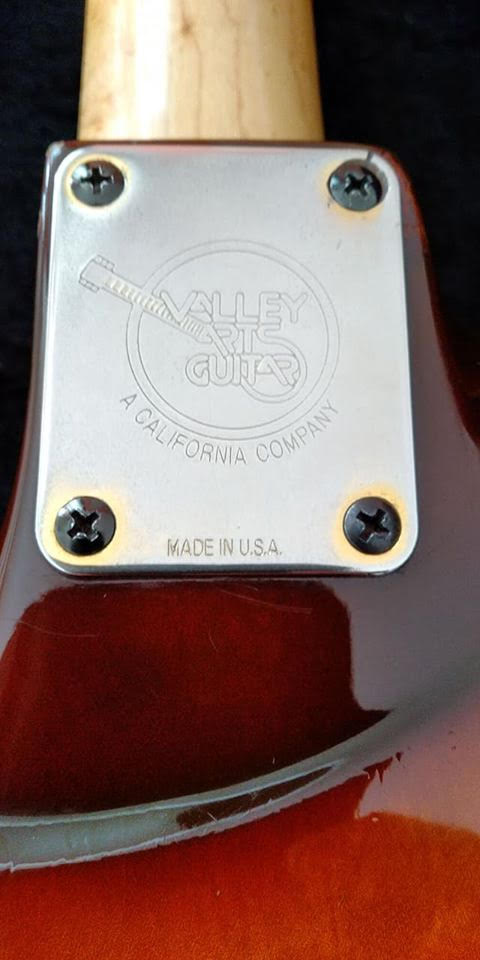 VALLEY
ARTS
GUITAR
A CALIFORNIA COMPANY
MADE IN U.S.A.